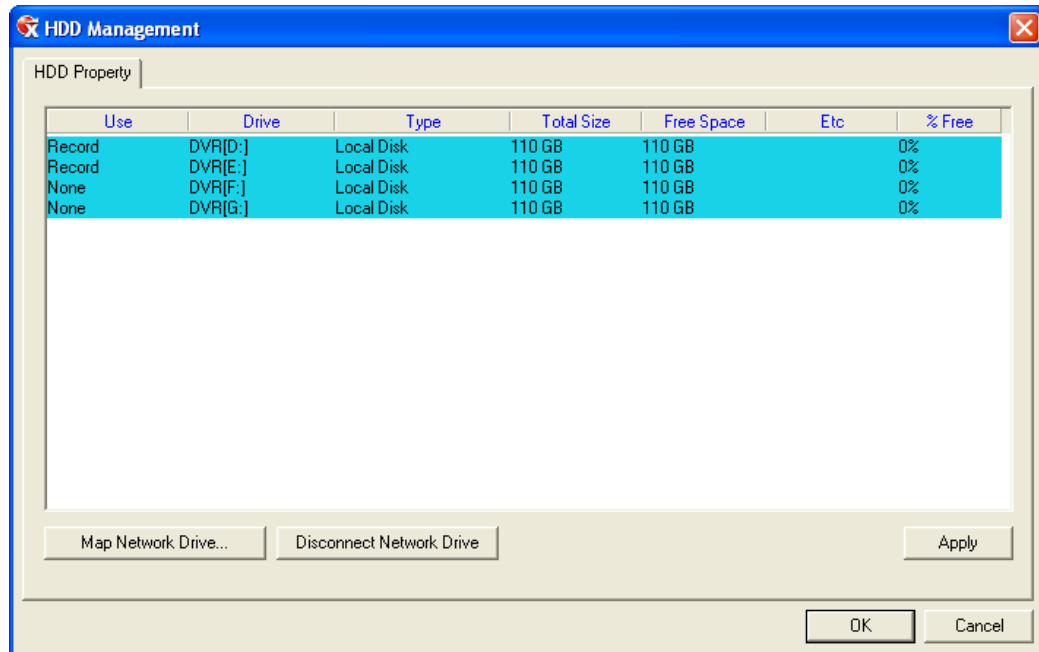 HDD Management
HDD Property
Use Drive Type Total Size Free Space Etc % Free
Record DVR[D:] Local Disk 110 GB 110 GB 0%
Record DVR[E:] Local Disk 110 GB 110 GB 0%
None DVR[F:] Local Disk 110 GB 110 GB 0%
None DVR[G:] Local Disk 110 GB 110 GB 0%
Map Network Drive... Disconnect Network Drive Apply
OK Cancel